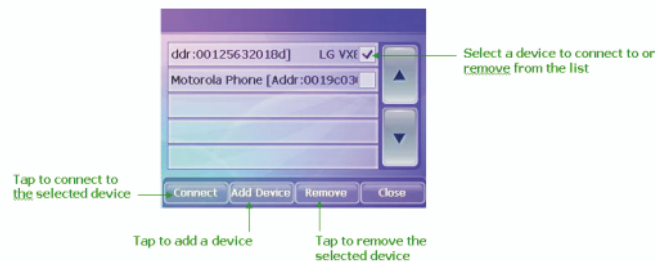 ddr:00125632018d] LG VXE
Select a device to connect to or
remove from the list
Motorola Phone [Addr:0019c03
Tap to connect to
the selected device
Connect Add Device Remove Close
Tap to add a device
Tap to remove the
selected device